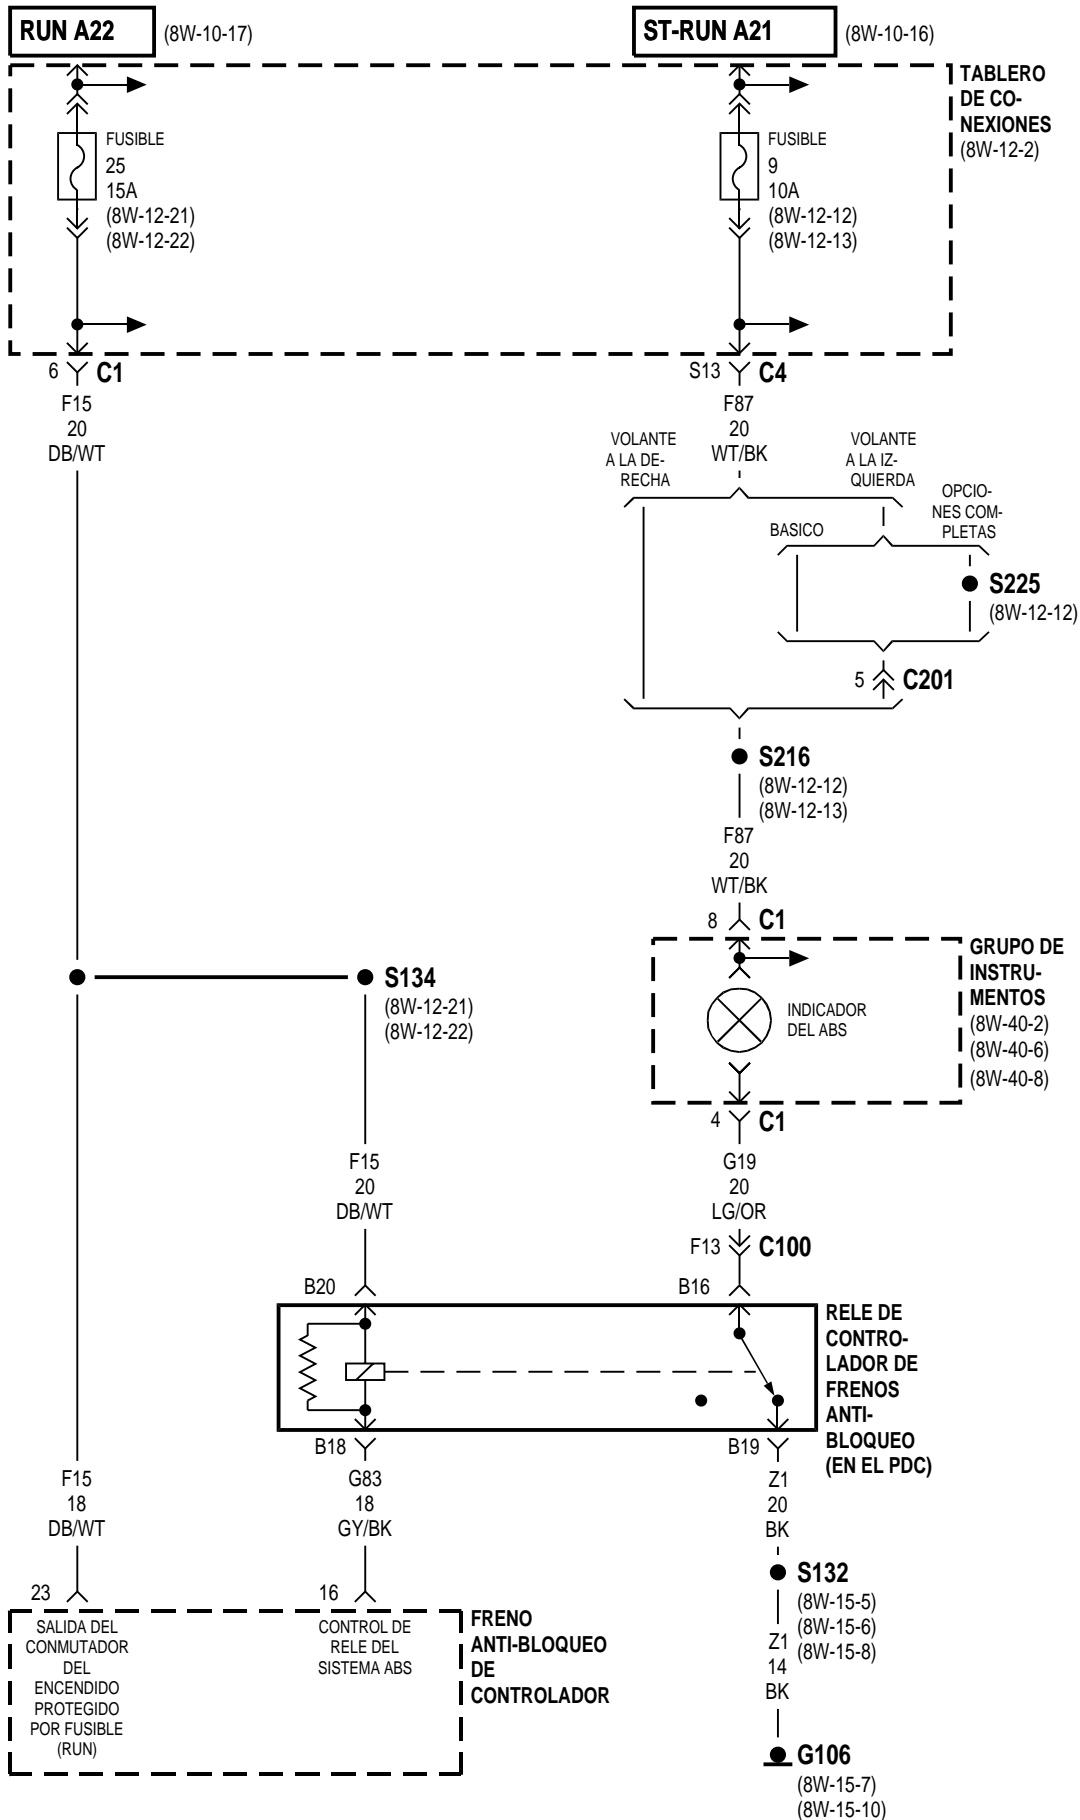 RUN A22
(8W-10-17)
ST-RUN A21
(8W-10-16)
TABLERO
DE CO-
NEXIONES
(8W-12-2)
FUSIBLE
25
15A
(8W-12-21)
(8W-12-22)
FUSIBLE
9
10A
(8W-12-12)
(8W-12-13)
6
C1
F15
20
DB/WT
S13
C4
F87
20
WT/BK
VOLANTE
A LA DE-
RECHA
VOLANTE
A LA IZ-
QUIERDA
BASICO
OPCIO-
NES COM-
PLETAS
S225
(8W-12-12)
5
C201
S216
(8W-12-12)
(8W-12-13)
F87
20
WT/BK
8
C1
GRUPO DE
INSTRU-
MENTOS
(8W-40-2)
(8W-40-6)
(8W-40-8)
INDICADOR
DEL ABS
4
C1
G19
20
LG/OR
F13
C100
S134
(8W-12-21)
(8W-12-22)
F15
20
DB/WT
B20
B16
RELE DE
CONTRO-
LADOR DE
FRENOS
ANTI-
BLOQUEO
(EN EL PDC)
B18
B19
F15
18
DB/WT
G83
18
GY/BK
Z1
20
BK
S132
(8W-15-5)
(8W-15-6)
(8W-15-8)
Z1
14
BK
G106
(8W-15-7)
(8W-15-10)
23
16
SALIDA DEL
CONMUTADOR
DEL
ENCENDIDO
PROTEGIDO
POR FUSIBLE
(RUN)
CONTROL DE
RELE DEL
SISTEMA ABS
FRENO
ANTI-BLOQUEO
DE
CONTROLADOR